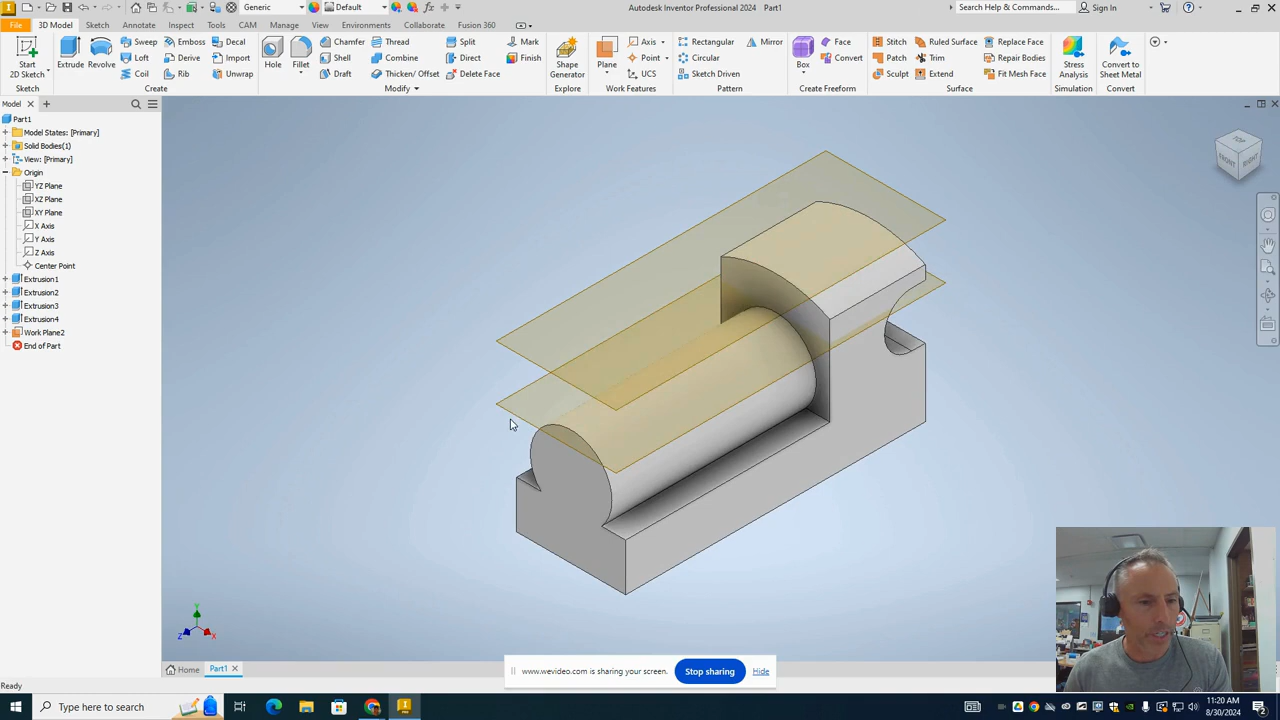 Generic
Default
Autodesk Inventor Professional 2024 Part1
Search Help & Commands...
Sign In
File
3D Model
Sketch
Annotate
Inspect
Tools
CAM
Manage
View
Environments
Collaborate
Fusion 360
Start 2D Sketch
Sketch
Extrude
Revolve
Sweep
Loft
Coil
Emboss
Derive
Rib
Decal
Import
Unwrap
Create
Hole
Fillet
Chamfer
Shell
Draft
Thread
Combine
Thicken/ Offset
Split
Direct
Delete Face
Modify
Mark
Finish
Shape Generator
Explore
Plane
Axis
Point
UCS
Work Features
Rectangular
Circular
Sketch Driven
Mirror
Pattern
Box
Face
Convert
Create Freeform
Stitch
Patch
Sculpt
Ruled Surface
Trim
Extend
Replace Face
Repair Bodies
Fit Mesh Face
Surface
Stress Analysis
Simulation
Convert to Sheet Metal
Convert
Model
Part1
Model States: [Primary]
Solid Bodies(1)
View: [Primary]
Origin
YZ Plane
XZ Plane
XY Plane
X Axis
Y Axis
Z Axis
Center Point
Extrusion1
Extrusion2
Extrusion3
Extrusion4
Work Plane2
End of Part
TOP
FRONT
RIGHT
Y
Z
X
Home
Part1
www.wevideo.com is sharing your screen.
Stop sharing
Hide
Ready
Type here to search
11:20 AM
8/30/2024